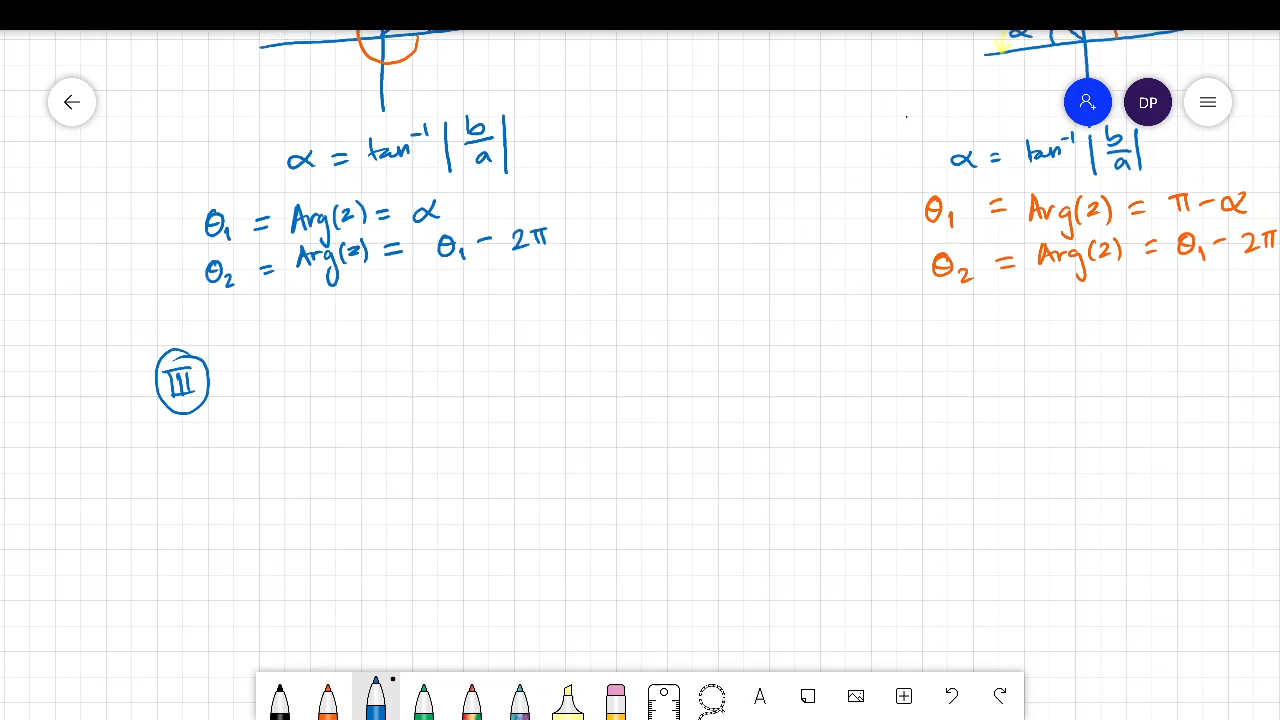 α
DP
α = tan⁻¹ |b/a|
θ₁ = Arg(z) = α
θ₂ = Arg(z) = θ₁ - 2π
α = tan⁻¹ |b/a|
θ₁ = Arg(z) = π - α
θ₂ = Arg(z) = θ₁ - 2π
III
A